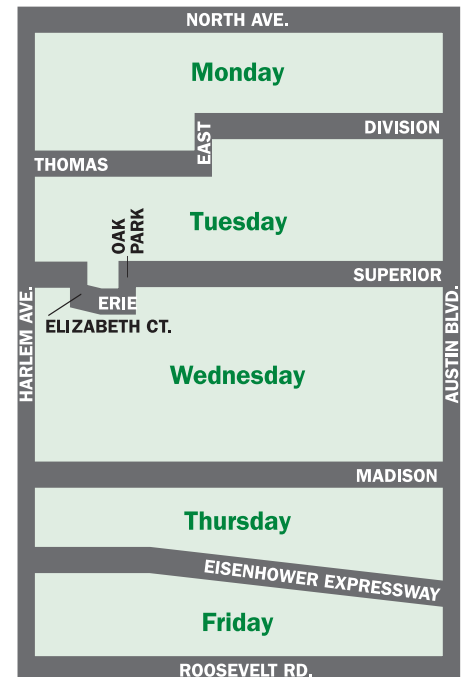 NORTH AVE.
Monday
DIVISION
EAST
THOMAS
Tuesday
OAK
PARK
SUPERIOR
ERIE
ELIZABETH CT.
HARLEM AVE.
AUSTIN BLVD.
Wednesday
MADISON
Thursday
EISENHOWER EXPRESSWAY
Friday
ROOSEVELT RD.